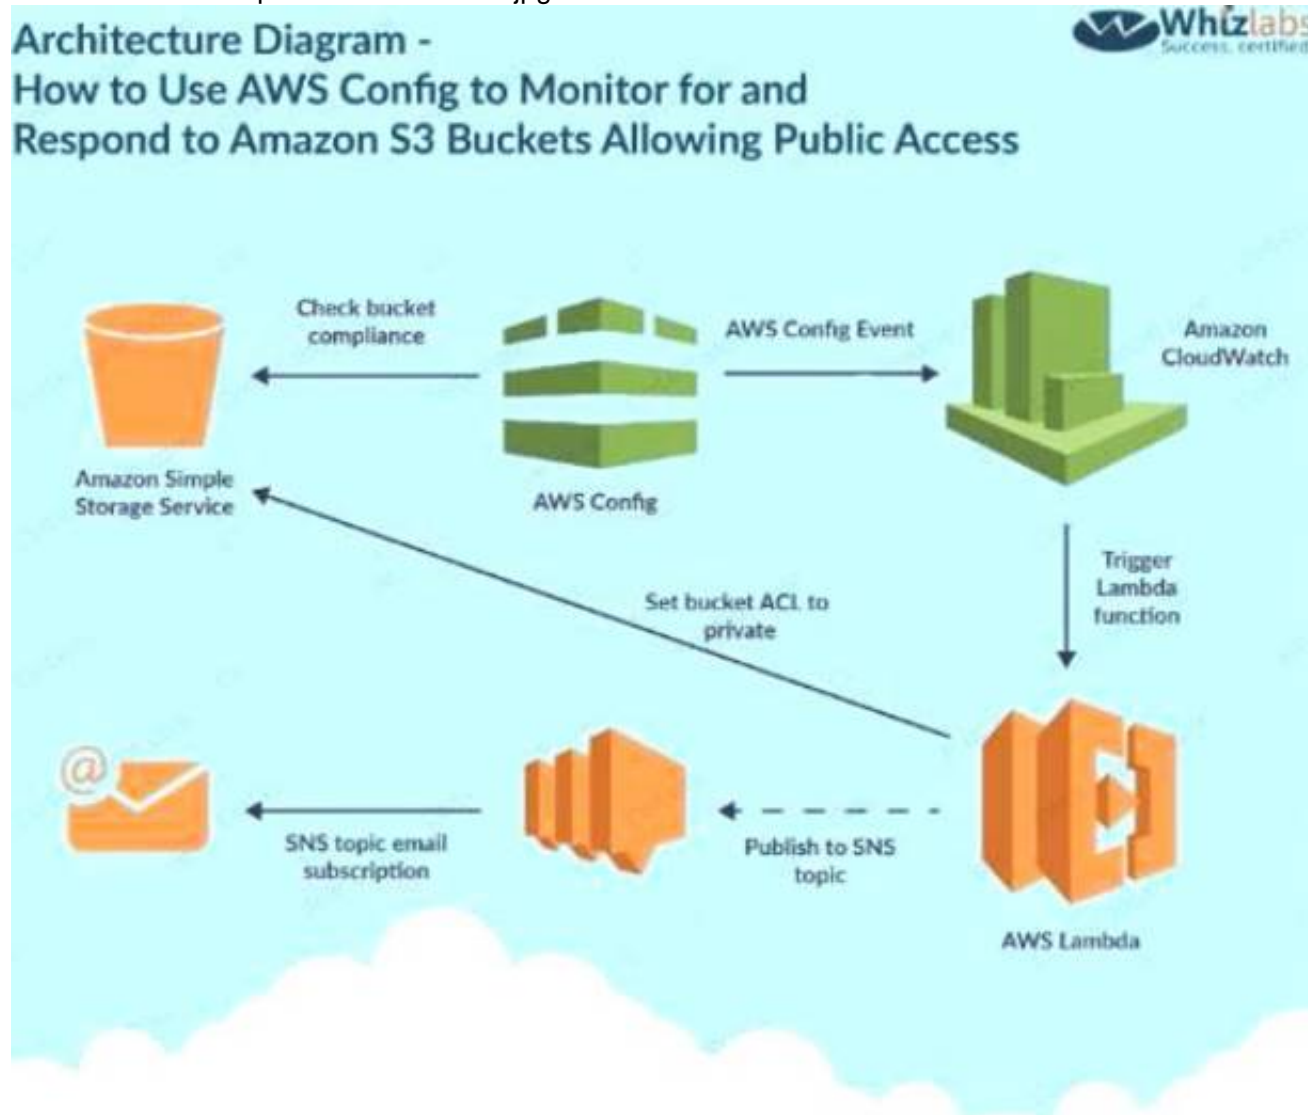 Whizlabs
Success. certified
Architecture Diagram -
How to Use AWS Config to Monitor for and
Respond to Amazon S3 Buckets Allowing Public Access
Check bucket
compliance
AWS Config Event
Amazon
CloudWatch
Amazon Simple
Storage Service
AWS Config
Trigger
Lambda
function
Set bucket ACL to
private
@
SNS topic email
subscription
Publish to SNS
topic
AWS Lambda